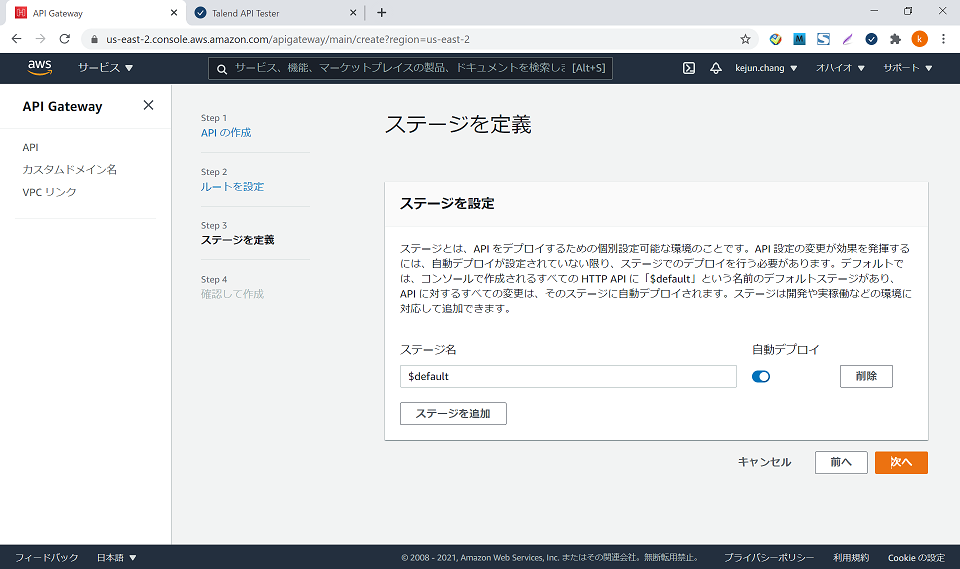 API Gateway
Talend API Tester
us-east-2.console.aws.amazon.com/apigateway/main/create?region=us-east-2
k
aws
サービス
サービス、機能、マーケットプレイスの製品、ドキュメントを検索しま
[Alt+S]
kejun.chang
オハイオ
サポート
API Gateway
API
カスタムドメイン名
VPC リンク
Step 1
API の作成
Step 2
ルートを設定
Step 3
ステージを定義
Step 4
確認して作成
ステージを定義
ステージを設定
ステージとは、API をデプロイするための個別設定可能な環境のことです。API 設定の変更が効果を発揮する
には、自動デプロイが設定されていない限り、ステージでのデプロイを行う必要があります。デフォルトで
は、コンソールで作成されるすべての HTTP API に「$default」という名前のデフォルトステージがあり、
API に対するすべての変更は、そのステージに自動デプロイされます。ステージは開発や実稼働などの環境に
対応して追加できます。
ステージ名
自動デプロイ
$default
削除
ステージを追加
キャンセル
前へ
次へ
フィードバック
日本語
© 2008 - 2021, Amazon Web Services, Inc. またはその関連会社。無断転用禁止。
プライバシーポリシー
利用規約
Cookie の設定